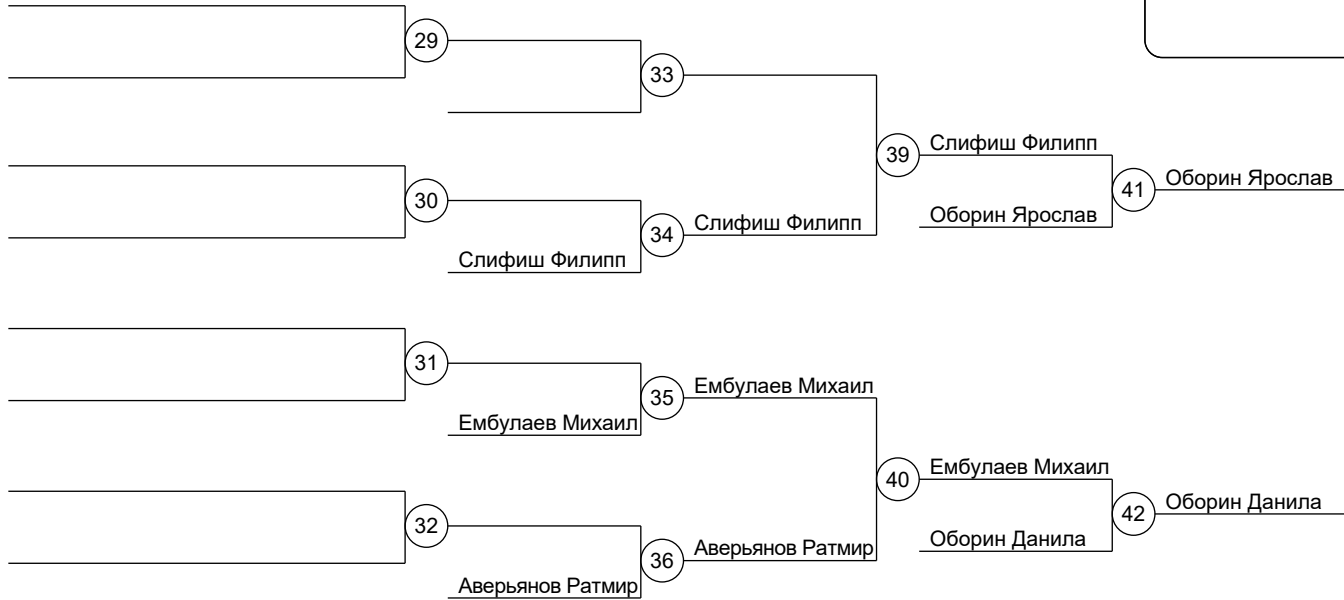 29
33
39
Слифиш Филипп
41
Оборин Ярослав
30
Оборин Ярослав
34
Слифиш Филипп
Слифиш Филипп
31
35
Ембулаев Михаил
Ембулаев Михаил
40
Ембулаев Михаил
42
Оборин Данила
32
Оборин Данила
36
Аверьянов Ратмир
Аверьянов Ратмир